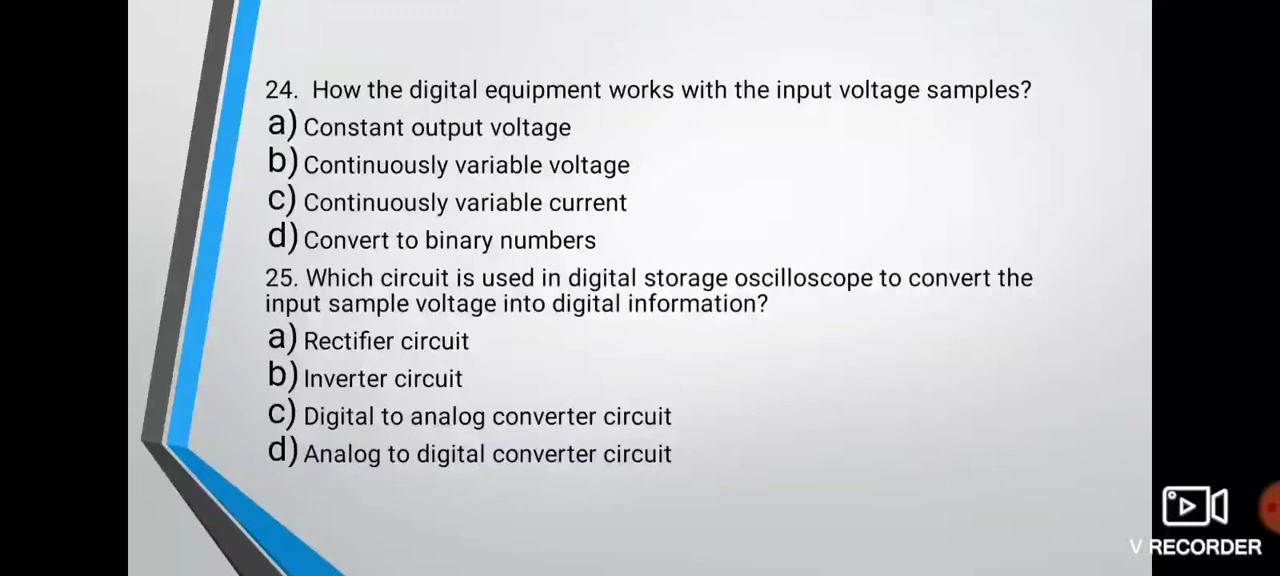 24. How the digital equipment works with the input voltage samples?
a) Constant output voltage
b) Continuously variable voltage
c) Continuously variable current
d) Convert to binary numbers
25. Which circuit is used in digital storage oscilloscope to convert the
input sample voltage into digital information?
a) Rectifier circuit
b) Inverter circuit
c) Digital to analog converter circuit
d) Analog to digital converter circuit
V RECORDER